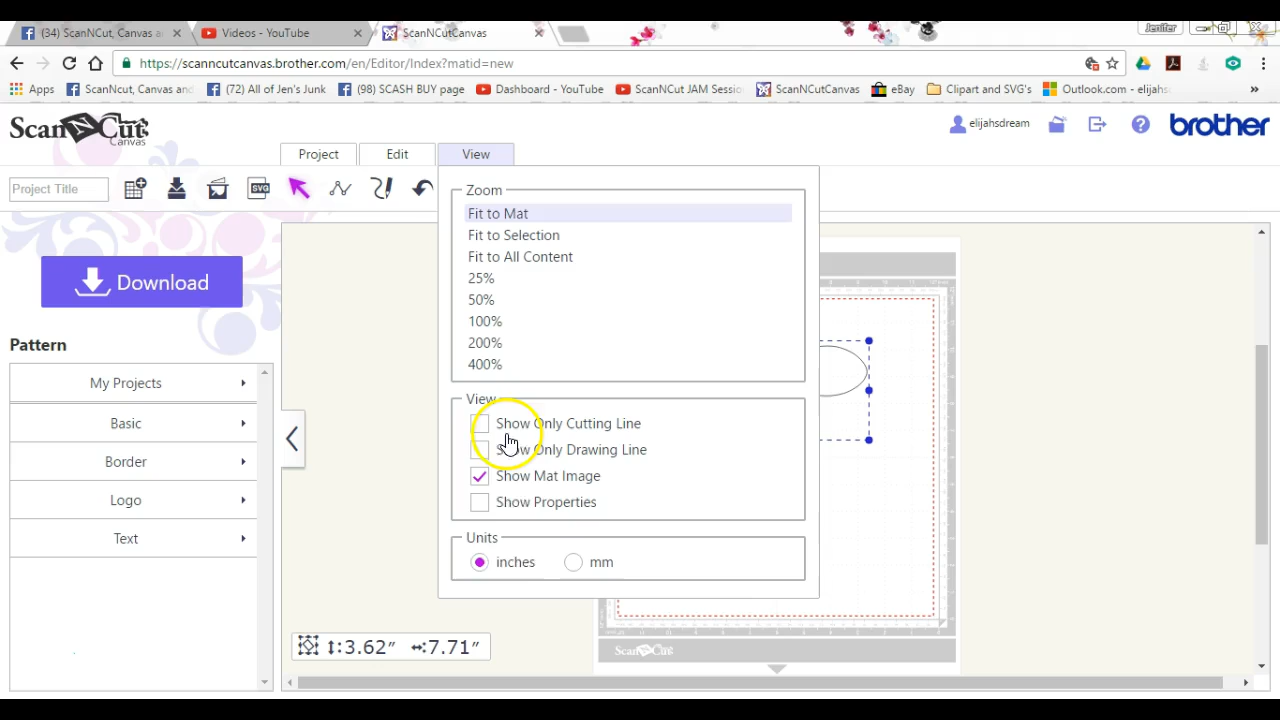 (34) ScanNCut, Canvas a
Videos - YouTube
ScanNCutCanvas
Jenifer
https://scanncutcanvas.brother.com/en/Editor/Index?matid=new
Apps
ScanNcut, Canvas and
(72) All of Jen's Junk
(98) SCASH BUY page
Dashboard - YouTube
ScanNCut JAM Sessio
ScanNCutCanvas
eBay
Clipart and SVG's
Outlook.com - elijahs
ScanNCut
Canvas
elijahsdream
brother
Project
Edit
View
Project Title
SVG
Zoom
Fit to Mat
Fit to Selection
Fit to All Content
25%
50%
100%
200%
400%
Download
Pattern
My Projects
Basic
Border
Logo
Text
View
Show Only Cutting Line
Show Only Drawing Line
Show Mat Image
Show Properties
Units
inches
mm
3.62″
7.71″
ScanNCut